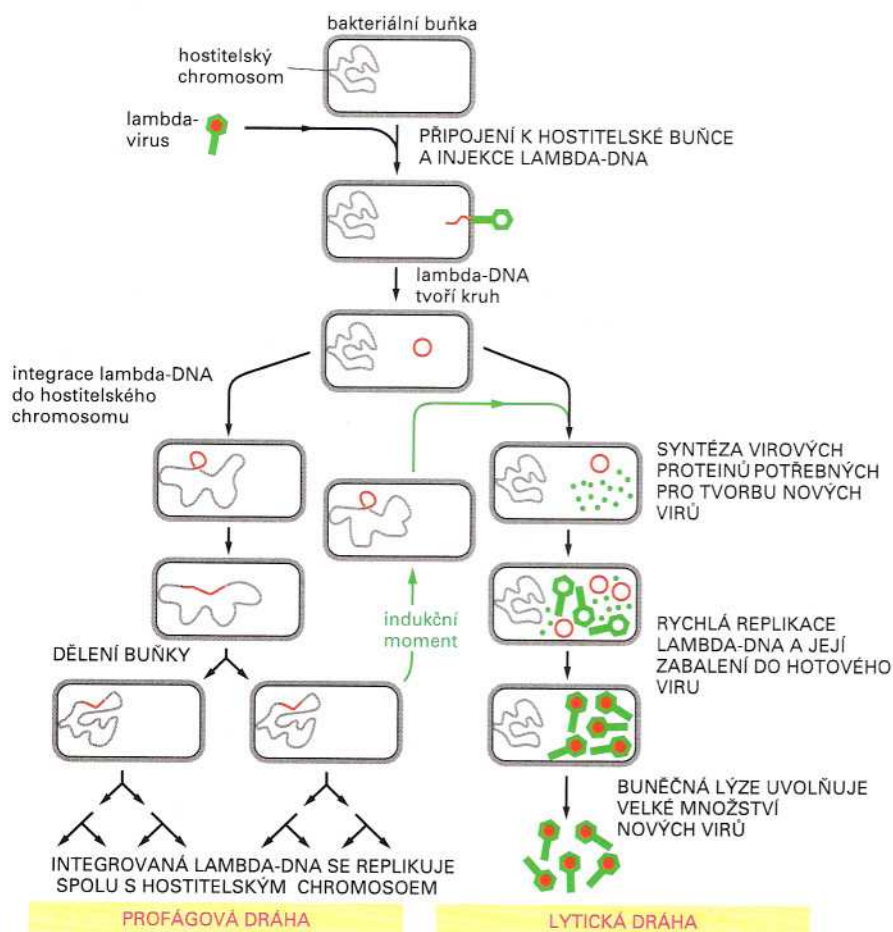 bakteriální buňka
hostitelský
chromosom
lambda-
virus
PŘIPOJENÍ K HOSTITELSKÉ BUŇCE
A INJEKCE LAMBDA-DNA
lambda-DNA
tvoří kruh
integrace lambda-DNA
do hostitelského
chromosomu
SYNTÉZA VIROVÝCH
PROTEINŮ POTŘEBNÝCH
PRO TVORBU NOVÝCH
VIRŮ
indukční
moment
RYCHLÁ REPLIKACE
LAMBDA-DNA A JEJÍ
ZABALENÍ DO HOTOVÉHO
VIRU
DĚLENÍ BUŇKY
BUNĚČNÁ LÝZE UVOLŇUJE
VELKÉ MNOŽSTVÍ
NOVÝCH VIRŮ
INTEGROVANÁ LAMBDA-DNA SE REPLIKUJE
SPOLU S HOSTITELSKÝM CHROMOSOEM
PROFÁGOVÁ DRÁHA
LYTICKÁ DRÁHA